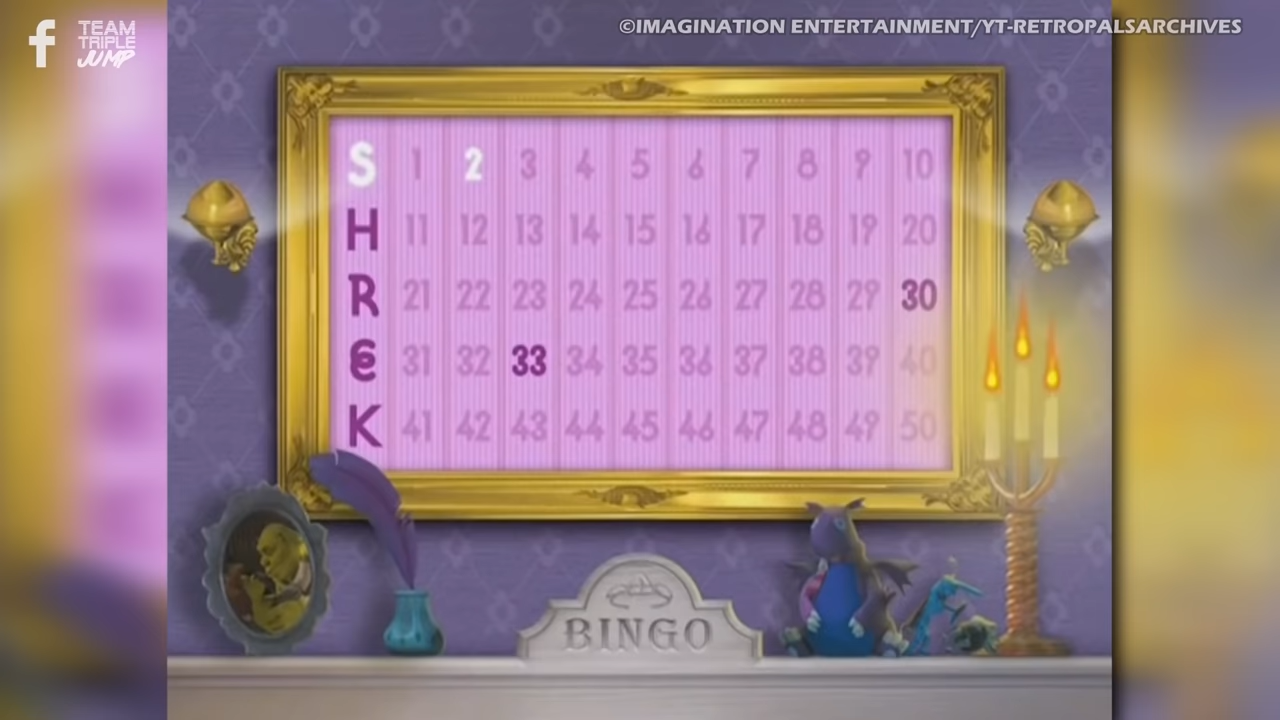 f TEAM
TRIPLE
JUMP
©IMAGINATION ENTERTAINMENT/YT-RETROPALSARCHIVES
S 1 2 3 4 5 6 7 8 9 10
H 11 12 13 14 15 16 17 18 19 20
R 21 22 23 24 25 26 27 28 29 30
E 31 32 33 34 35 36 37 38 39 40
K 41 42 43 44 45 46 47 48 49 50
BINGO